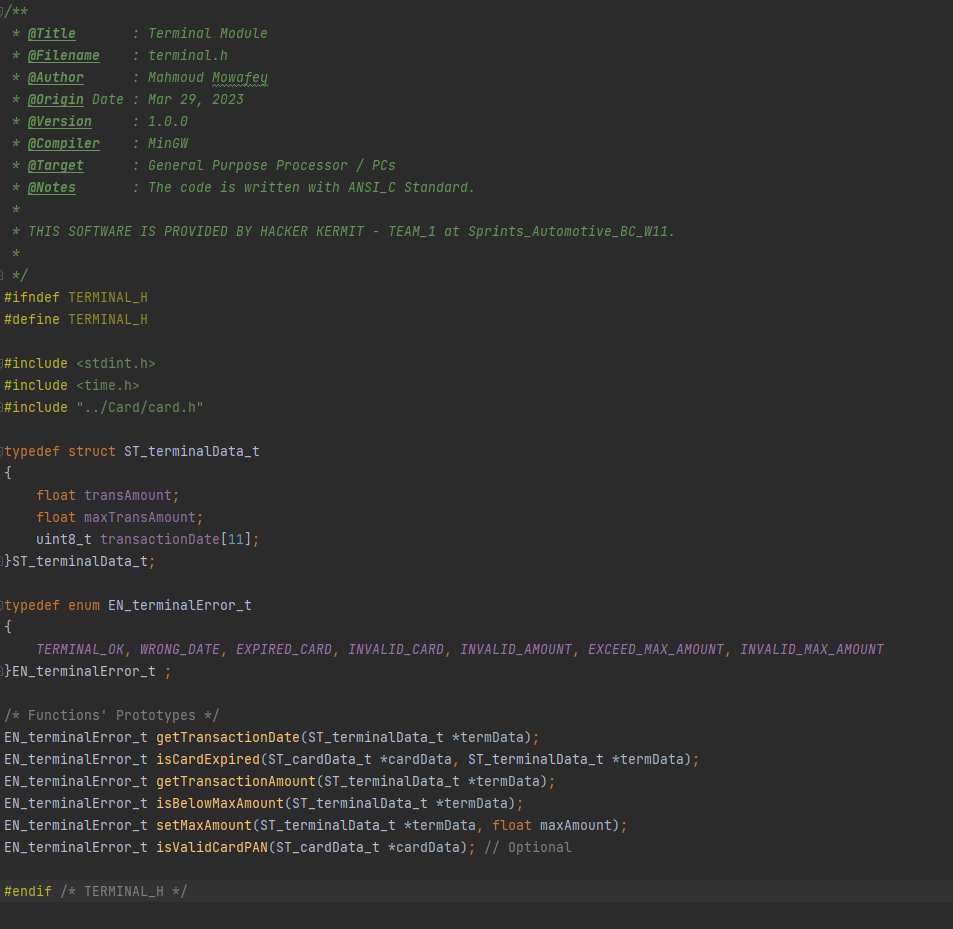 /**
 * @Title       : Terminal Module
 * @Filename    : terminal.h
 * @Author      : Mahmoud Mowafey
 * @Origin Date : Mar 29, 2023
 * @Version     : 1.0.0
 * @Compiler    : MinGW
 * @Target      : General Purpose Processor / PCs
 * @Notes       : The code is written with ANSI_C Standard.
 *
 * THIS SOFTWARE IS PROVIDED BY HACKER KERMIT - TEAM_1 at Sprints_Automotive_BC_W11.
 *
 */
#ifndef TERMINAL_H
#define TERMINAL_H

#include <stdint.h>
#include <time.h>
#include "../Card/card.h"

typedef struct ST_terminalData_t
{
    float transAmount;
    float maxTransAmount;
    uint8_t transactionDate[11];
}ST_terminalData_t;

typedef enum EN_terminalError_t
{
    TERMINAL_OK, WRONG_DATE, EXPIRED_CARD, INVALID_CARD, INVALID_AMOUNT, EXCEED_MAX_AMOUNT, INVALID_MAX_AMOUNT
}EN_terminalError_t ;

/* Functions' Prototypes */
EN_terminalError_t getTransactionDate(ST_terminalData_t *termData);
EN_terminalError_t isCardExpired(ST_cardData_t *cardData, ST_terminalData_t *termData);
EN_terminalError_t getTransactionAmount(ST_terminalData_t *termData);
EN_terminalError_t isBelowMaxAmount(ST_terminalData_t *termData);
EN_terminalError_t setMaxAmount(ST_terminalData_t *termData, float maxAmount);
EN_terminalError_t isValidCardPAN(ST_cardData_t *cardData); // Optional

#endif /* TERMINAL_H */